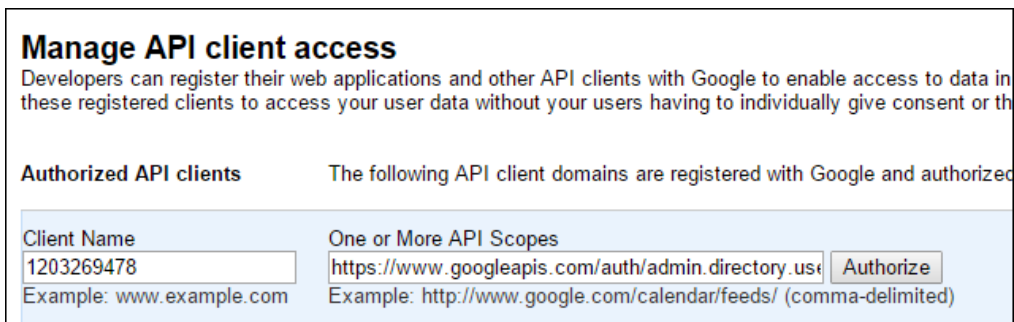 Manage API client access
Developers can register their web applications and other API clients with Google to enable access to data in
these registered clients to access your user data without your users having to individually give consent or th
Authorized API clients The following API client domains are registered with Google and authorized
Client Name One or More API Scopes
1203269478 https://www.googleapis.com/auth/admin.directory.use Authorize
Example: www.example.com Example: http://www.google.com/calendar/feeds/ (comma-delimited)